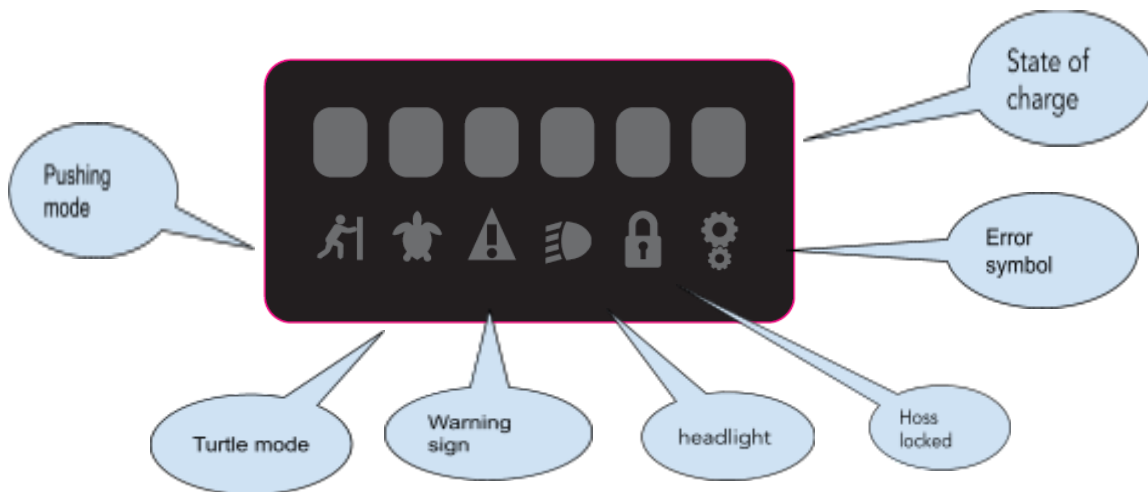 State of
charge
Pushing
mode
Error
symbol
Turtle mode
Warning
sign
headlight
Hoss
locked